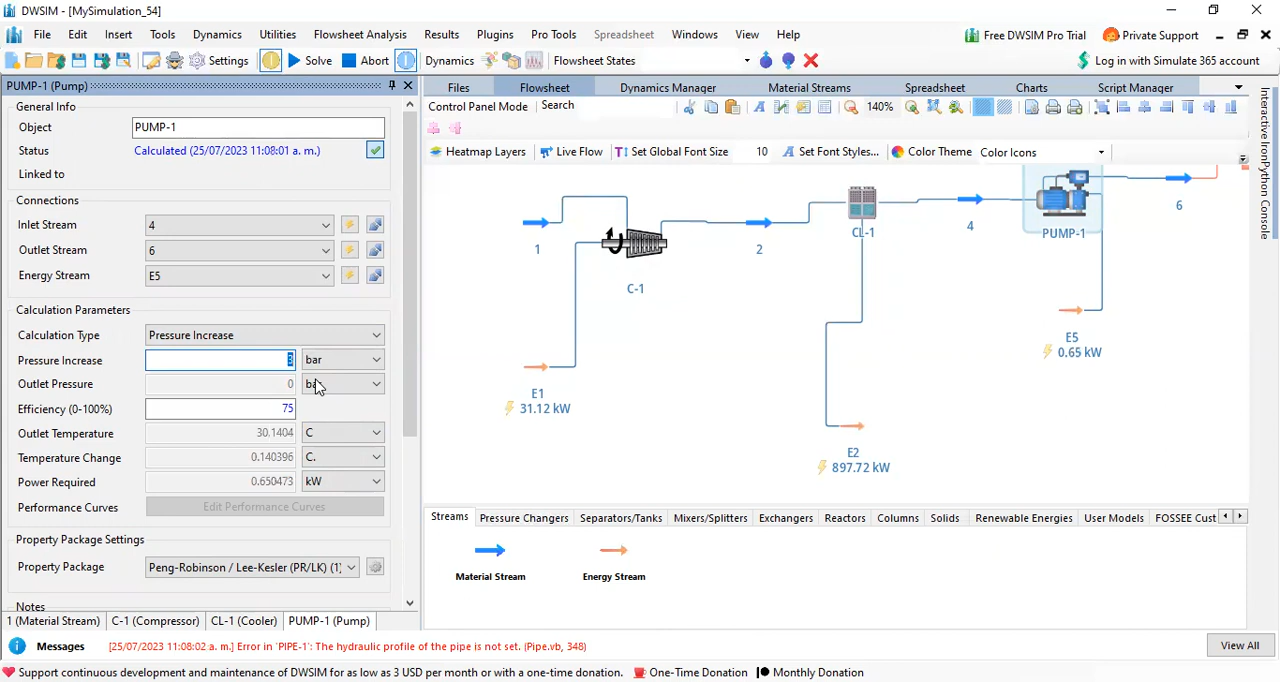 DWSIM - [MySimulation_54]
File Edit Insert Tools Dynamics Utilities Flowsheet Analysis Results Plugins Pro Tools Spreadsheet Windows View Help Free DWSIM Pro Trial Private Support
Settings Solve Abort Dynamics Flowsheet States Log in with Simulate 365 account
PUMP-1 (Pump)
General Info
Object PUMP-1
Status Calculated (25/07/2023 11:08:01 a. m.)
Linked to
Connections
Inlet Stream 4
Outlet Stream 6
Energy Stream E5
Calculation Parameters
Calculation Type Pressure Increase
Pressure Increase 3 bar
Outlet Pressure 0
Efficiency (0-100%) 75
Outlet Temperature 30.1404 C
Temperature Change 0.140396 C.
Power Required 0.650473 kW
Performance Curves Edit Performance Curves
Property Package Settings
Property Package Peng-Robinson / Lee-Kesler (PR/LK) (1)
Notes
1 (Material Stream) C-1 (Compressor) CL-1 (Cooler) PUMP-1 (Pump)
Files Flowsheet Dynamics Manager Material Streams Spreadsheet Charts Script Manager
Control Panel Mode Search 140%
Heatmap Layers Live Flow Set Global Font Size 10 Set Font Styles... Color Theme Color Icons
1
C-1
2
CL-1
4
PUMP-1
6
E1
31.12 kW
E2
897.72 kW
E5
0.65 kW
Interactive IronPython Console
Streams Pressure Changers Separators/Tanks Mixers/Splitters Exchangers Reactors Columns Solids Renewable Energies User Models FOSSEE Cust
Material Stream Energy Stream
Messages [25/07/2023 11:08:02 a. m.] Error in 'PIPE-1': The hydraulic profile of the pipe is not set. (Pipe.vb, 348) View All
Support continuous development and maintenance of DWSIM for as low as 3 USD per month or with a one-time donation. One-Time Donation Monthly Donation